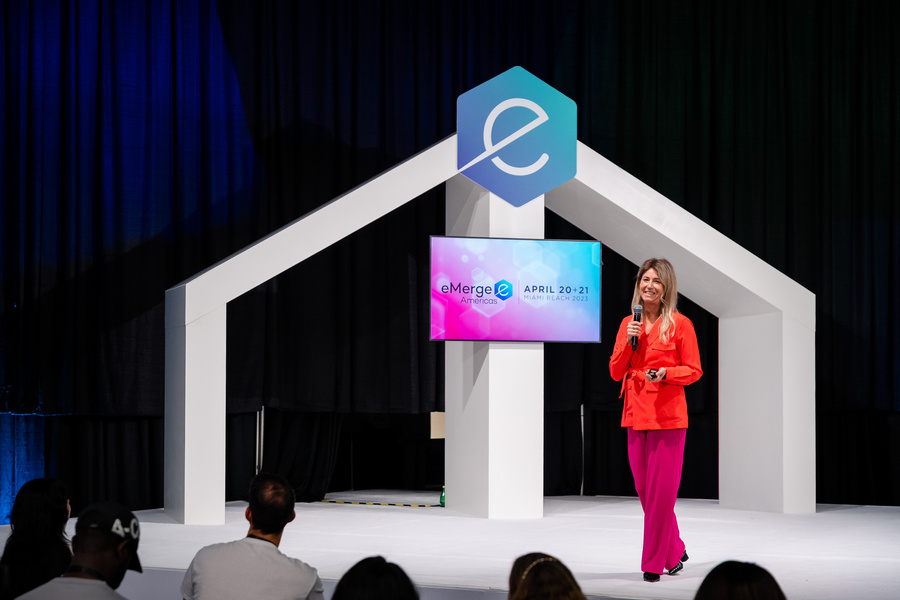 e
eMerge e
Americas
APRIL 20+21
MIAMI BEACH 2023